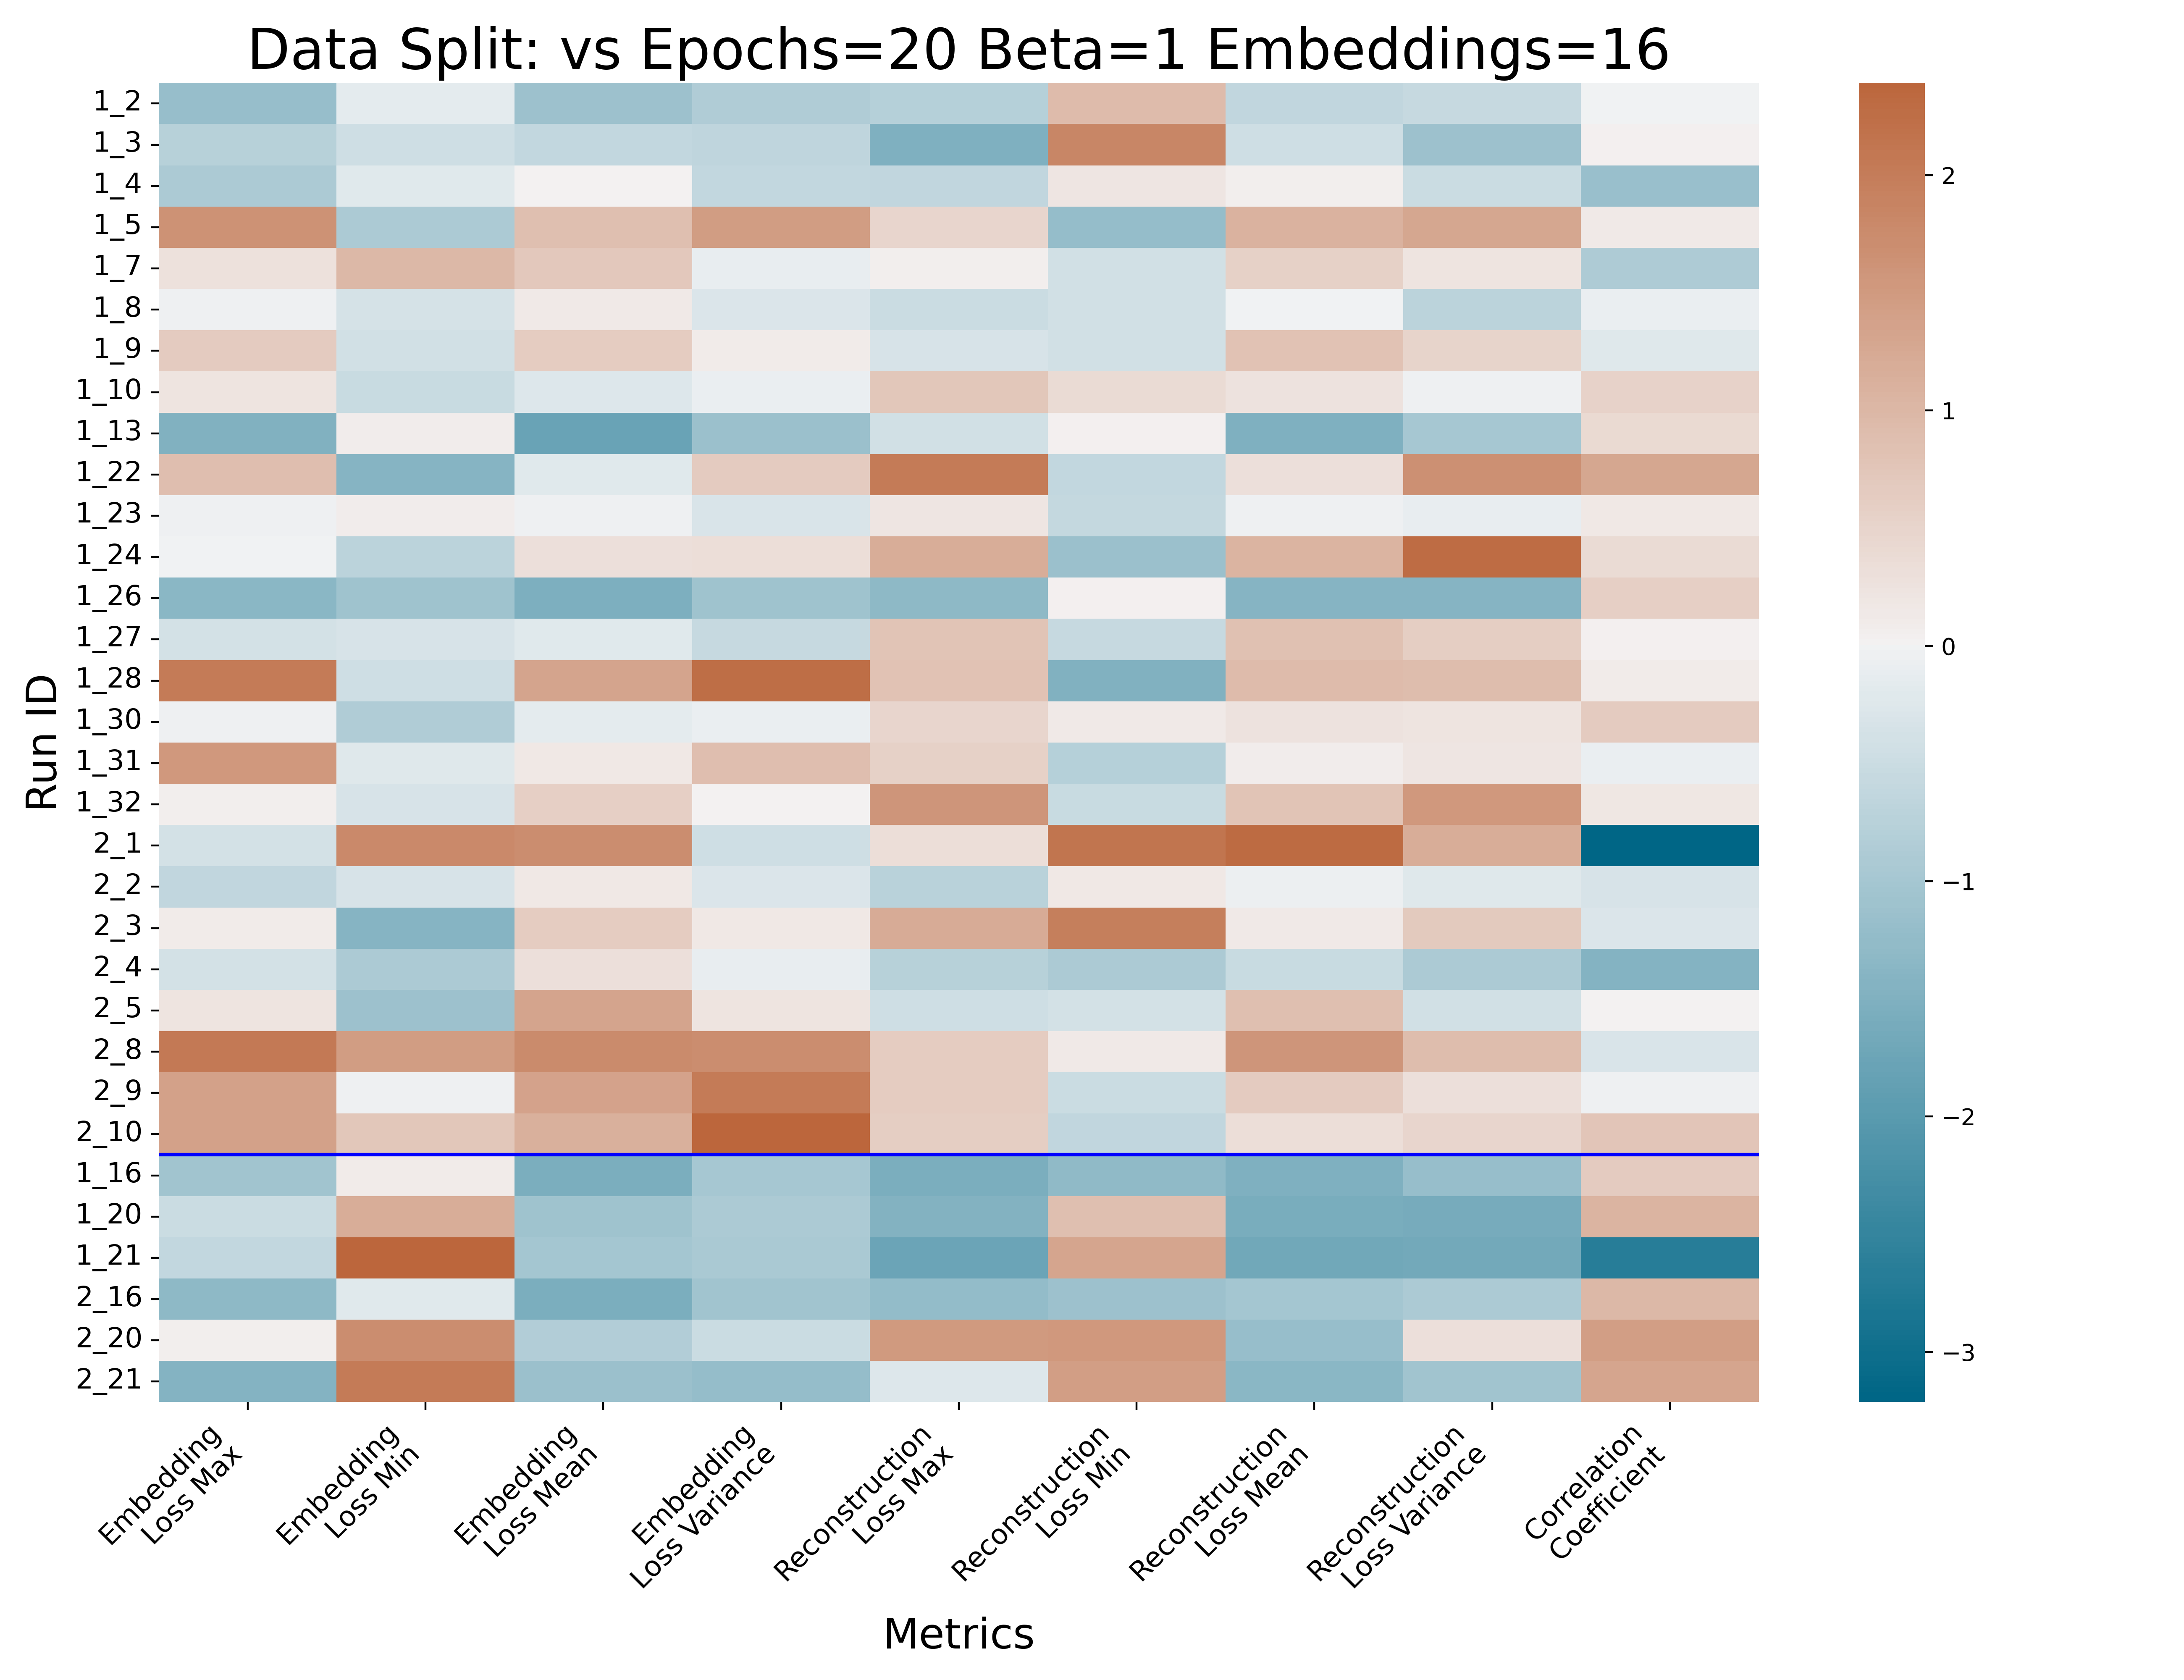 Data Split: vs Epochs=20 Beta=1 Embeddings=16
Run ID
1_2
1_3
1_4
1_5
1_7
1_8
1_9
1_10
1_13
1_22
1_23
1_24
1_26
1_27
1_28
1_30
1_31
1_32
2_1
2_2
2_3
2_4
2_5
2_8
2_9
2_10
1_16
1_20
1_21
2_16
2_20
2_21
Embedding
Loss Max
Embedding
Loss Min
Embedding
Loss Mean
Embedding
Loss Variance
Reconstruction
Loss Max
Reconstruction
Loss Min
Reconstruction
Loss Mean
Reconstruction
Loss Variance
Correlation
Coefficient
Metrics
2
1
0
−1
−2
−3